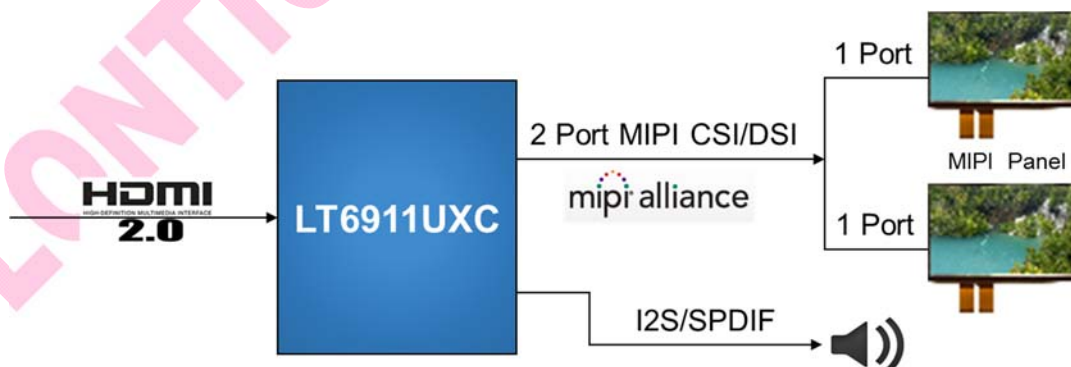 LONTI
HDMI
HIGH-DEFINITION MULTIMEDIA INTERFACE
2.0
LT6911UXC
2 Port MIPI CSI/DSI
mipi alliance
I2S/SPDIF
1 Port
MIPI Panel
1 Port